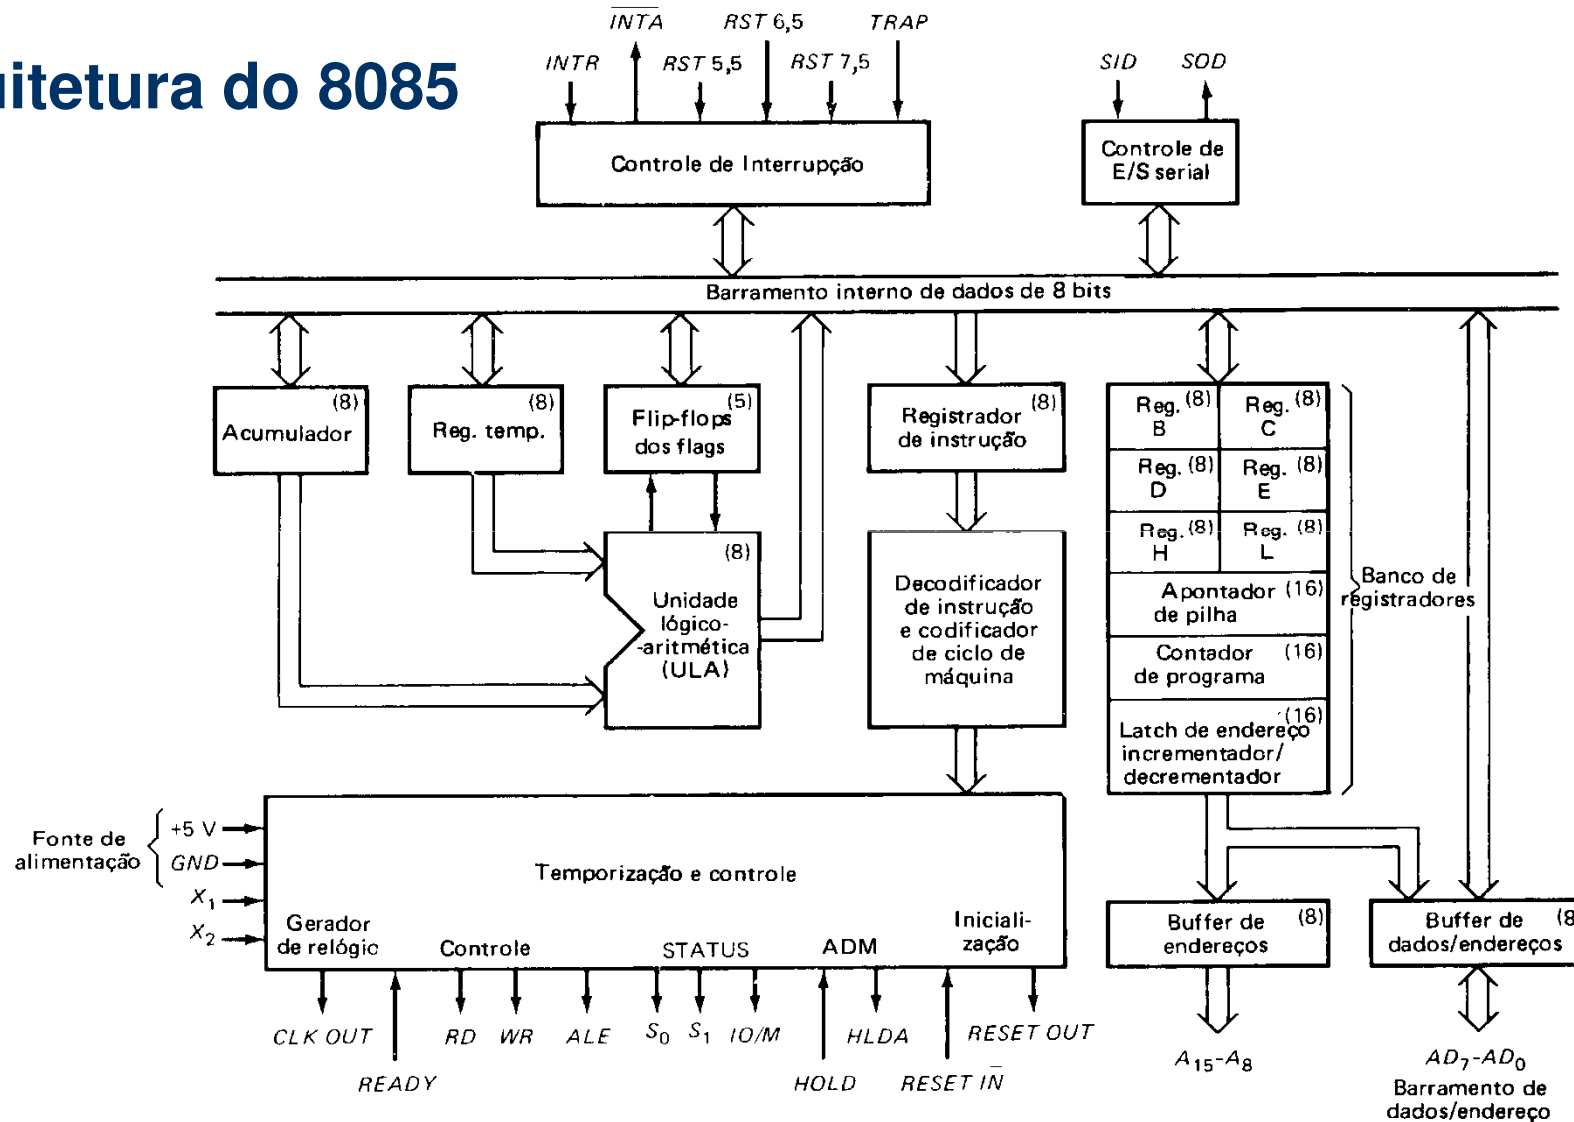 uitetura do 8085
INTA RST 6,5 TRAP
INTR RST 5,5 RST 7,5
SID SOD
Controle de Interrupção
Controle de
E/S serial
Barramento interno de dados de 8 bits
(8)
Acumulador
(8)
Reg. temp.
(5)
Flip-flops
dos flags
(8)
Registrador
de instrução
Reg. (8)
B
Reg. (8)
C
Reg. (8)
D
Reg. (8)
E
Reg. (8)
H
Reg. (8)
L
Apontador (16)
de pilha
Contador (16)
de programa
(16)
Latch de endereço
incrementador/
decrementador
Banco de
registradores
(8)
Unidade
lógico-
-aritmética
(ULA)
Decodificador
de instrução
e codificador
de ciclo de
máquina
Fonte de
alimentação
+5 V
GND
X1
X2
Temporização e controle
Gerador
de relógic
Controle
STATUS
ADM
Iniciali-
zação
CLK OUT
READY
RD WR ALE S0 S1 IO/M
HOLD
HLDA
RESET IN
RESET OUT
Buffer de (8)
endereços
Buffer de (8
dados/endereços
A15-A8
AD7-AD0
Barramento de
dados/endereço